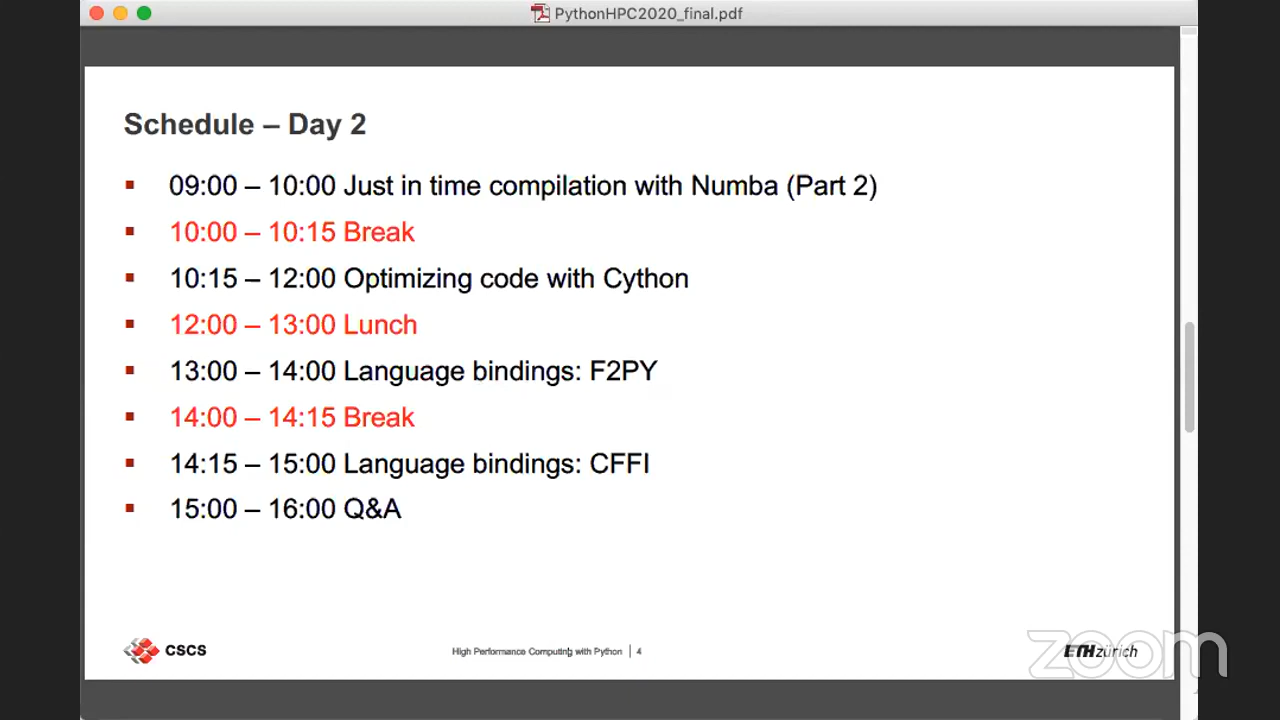 PythonHPC2020_final.pdf
Schedule – Day 2
09:00 – 10:00 Just in time compilation with Numba (Part 2)
10:00 – 10:15 Break
10:15 – 12:00 Optimizing code with Cython
12:00 – 13:00 Lunch
13:00 – 14:00 Language bindings: F2PY
14:00 – 14:15 Break
14:15 – 15:00 Language bindings: CFFI
15:00 – 16:00 Q&A
CSCS
High Performance Computing with Python | 4
ETHzürich
zoom